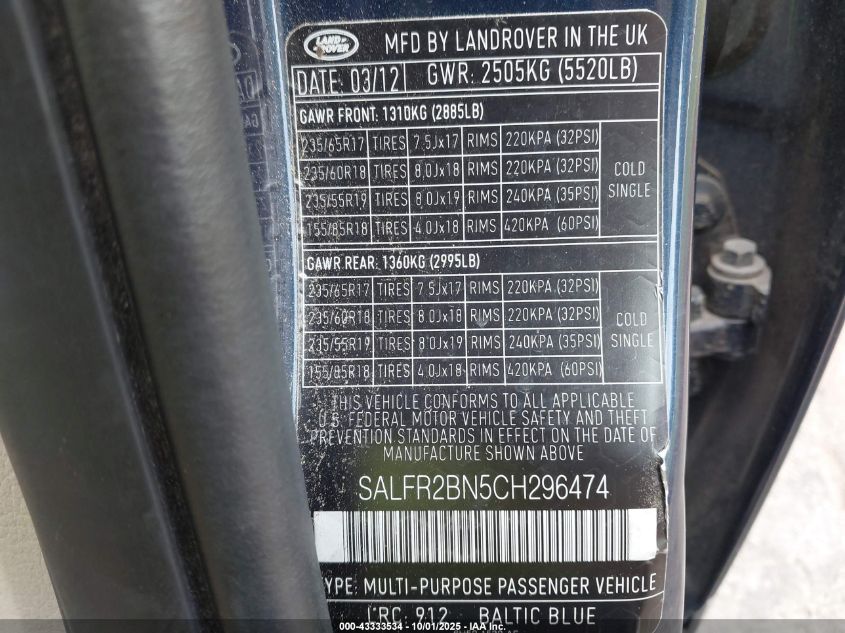 LAND ROVER
MFD BY LANDROVER IN THE UK
DATE: 03/12 GWR: 2505KG (5520LB)
GAWR FRONT: 1310KG (2885LB)
235/65R17 TIRES 7.5Jx17 RIMS 220KPA (32PSI)
235/60R18 TIRES 8.0Jx18 RIMS 220KPA (32PSI)
235/55R19 TIRES 8.0Jx19 RIMS 240KPA (35PSI)
155/85R18 TIRES 4.0Jx18 RIMS 420KPA (60PSI)
COLD
SINGLE
GAWR REAR: 1360KG (2995LB)
235/65R17 TIRES 7.5Jx17 RIMS 220KPA (32PSI)
235/60R18 TIRES 8.0Jx18 RIMS 220KPA (32PSI)
235/55R19 TIRES 8.0Jx19 RIMS 240KPA (35PSI)
155/85R18 TIRES 4.0Jx18 RIMS 420KPA (60PSI)
COLD
SINGLE
THIS VEHICLE CONFORMS TO ALL APPLICABLE
U.S. FEDERAL MOTOR VEHICLE SAFETY AND THEFT
PREVENTION STANDARDS IN EFFECT ON THE DATE OF
MANUFACTURE SHOWN ABOVE
SALFR2BN5CH296474
TYPE: MULTI-PURPOSE PASSENGER VEHICLE
LRC: 912 BALTIC BLUE
000-43333534 - 10/01/2025 - IAA Inc.